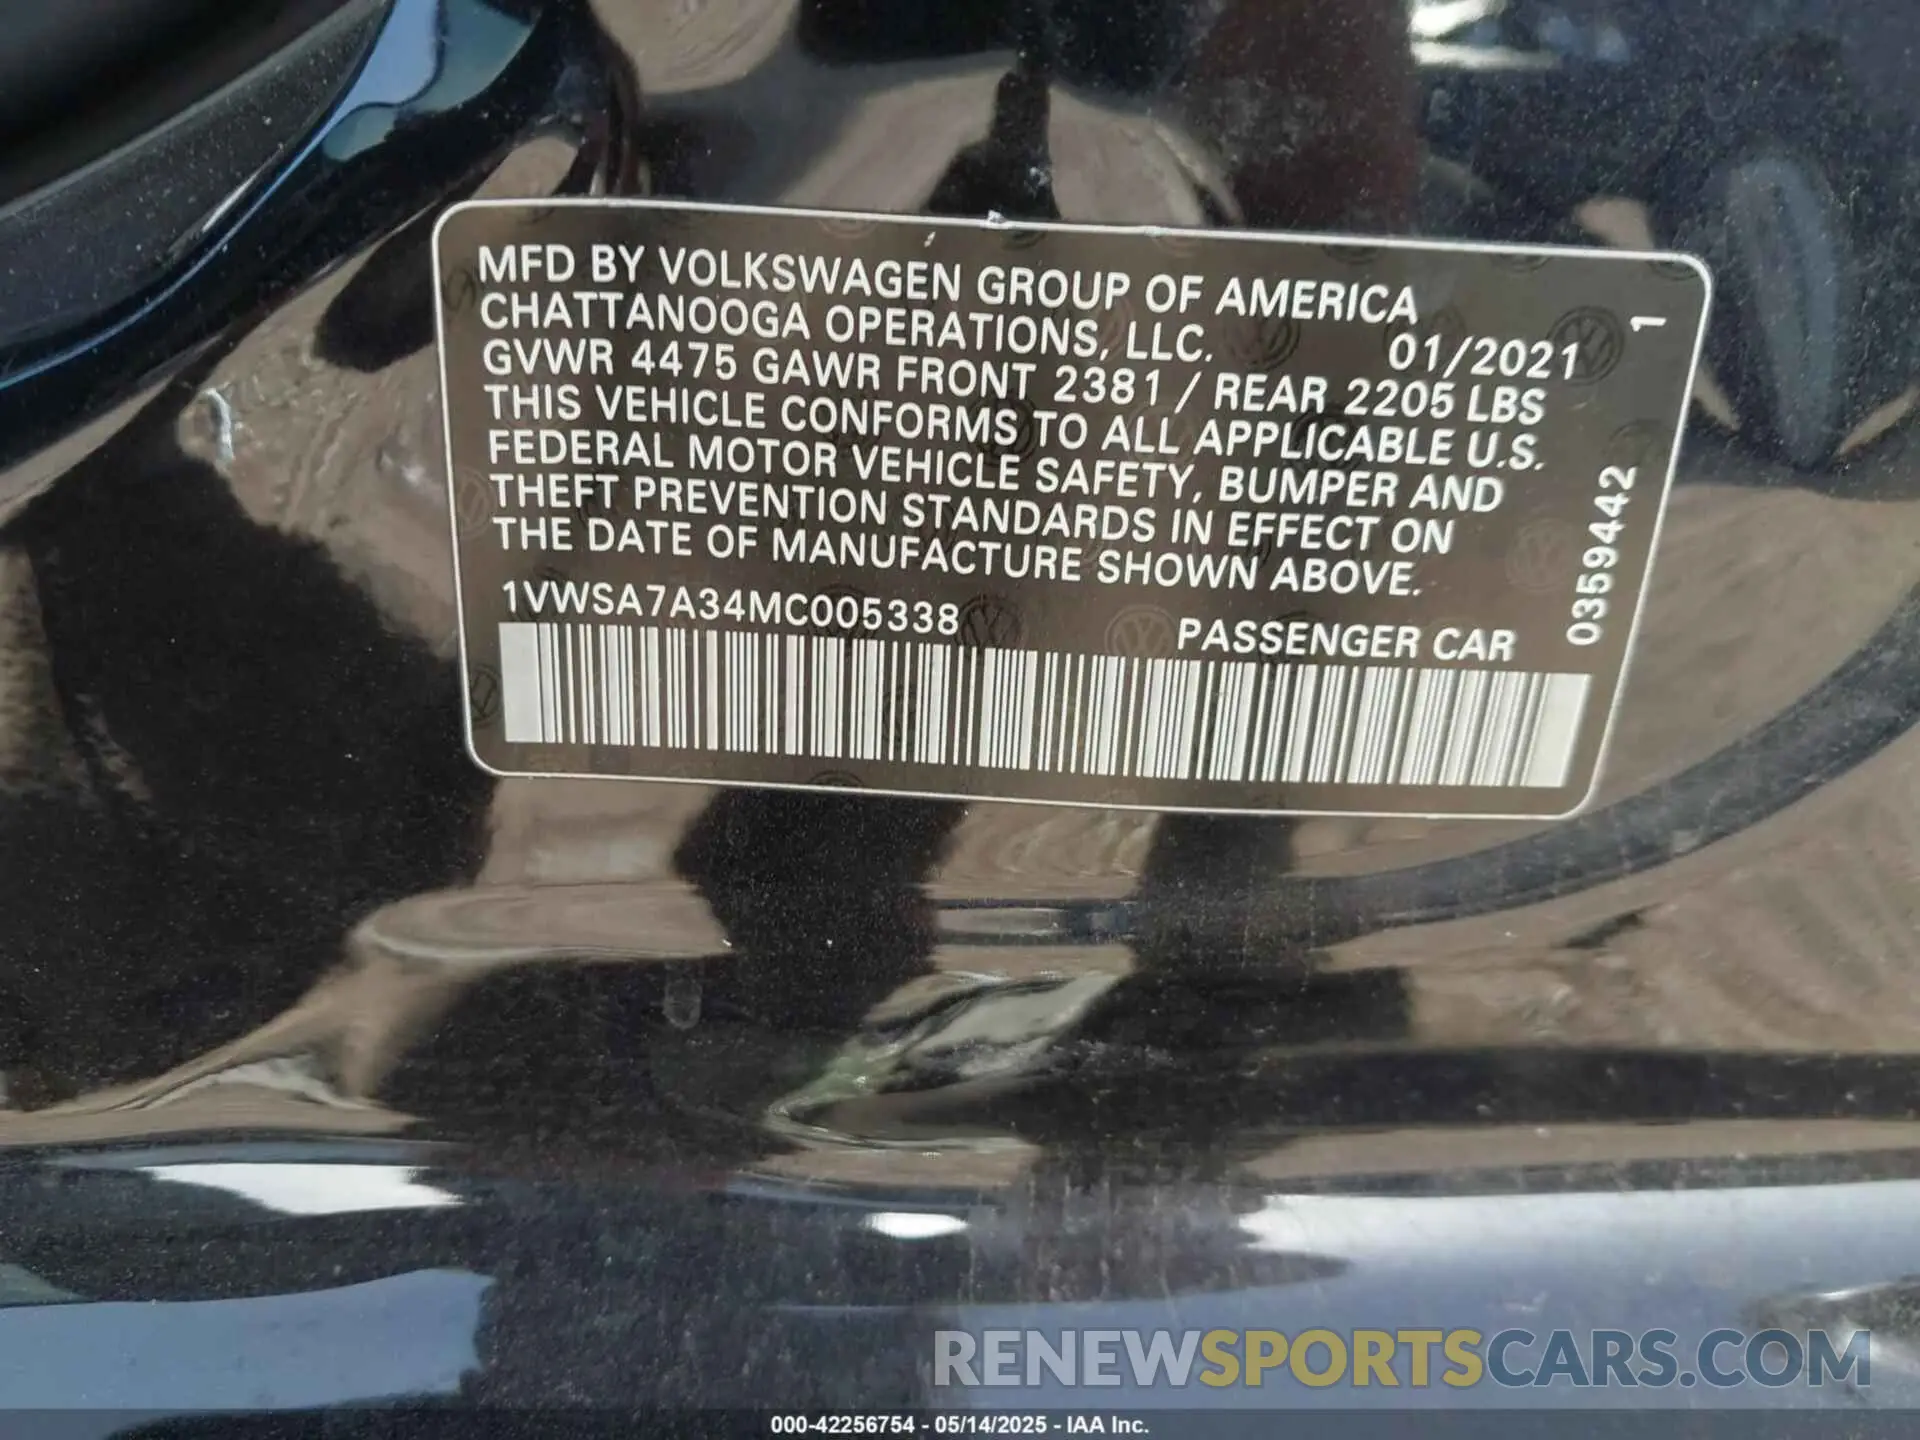 MFD BY VOLKSWAGEN GROUP OF AMERICA
CHATTANOOGA OPERATIONS, LLC. 01/2021
GVWR 4475 GAWR FRONT 2381 / REAR 2205 LBS
THIS VEHICLE CONFORMS TO ALL APPLICABLE U.S.
FEDERAL MOTOR VEHICLE SAFETY, BUMPER AND
THEFT PREVENTION STANDARDS IN EFFECT ON
THE DATE OF MANUFACTURE SHOWN ABOVE.
1VWSA7A34MC005338 PASSENGER CAR
0359442 1
RENEWSPORTSCARS.COM
000-42256754 - 05/14/2025 - IAA Inc.